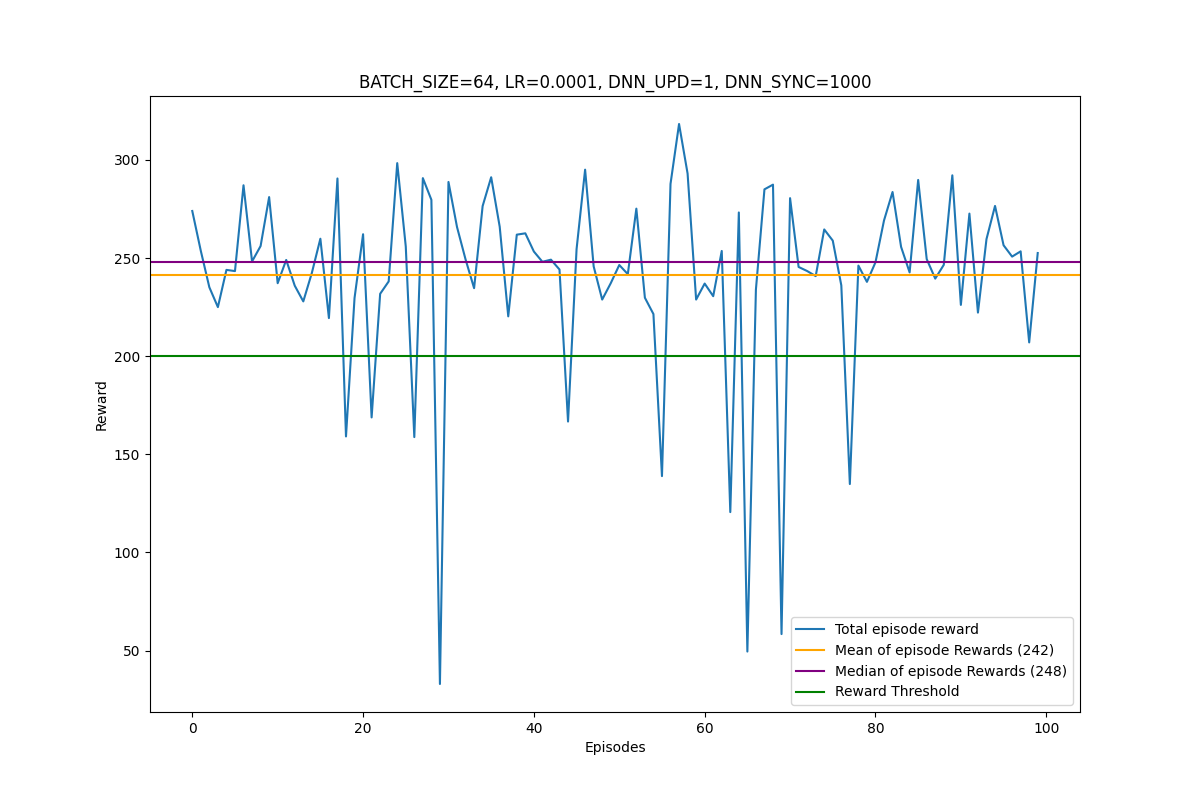 BATCH_SIZE=64, LR=0.0001, DNN_UPD=1, DNN_SYNC=1000
300
250
200
150
100
50
Reward
Total episode reward
Mean of episode Rewards (242)
Median of episode Rewards (248)
Reward Threshold
0 20 40 60 80 100
Episodes